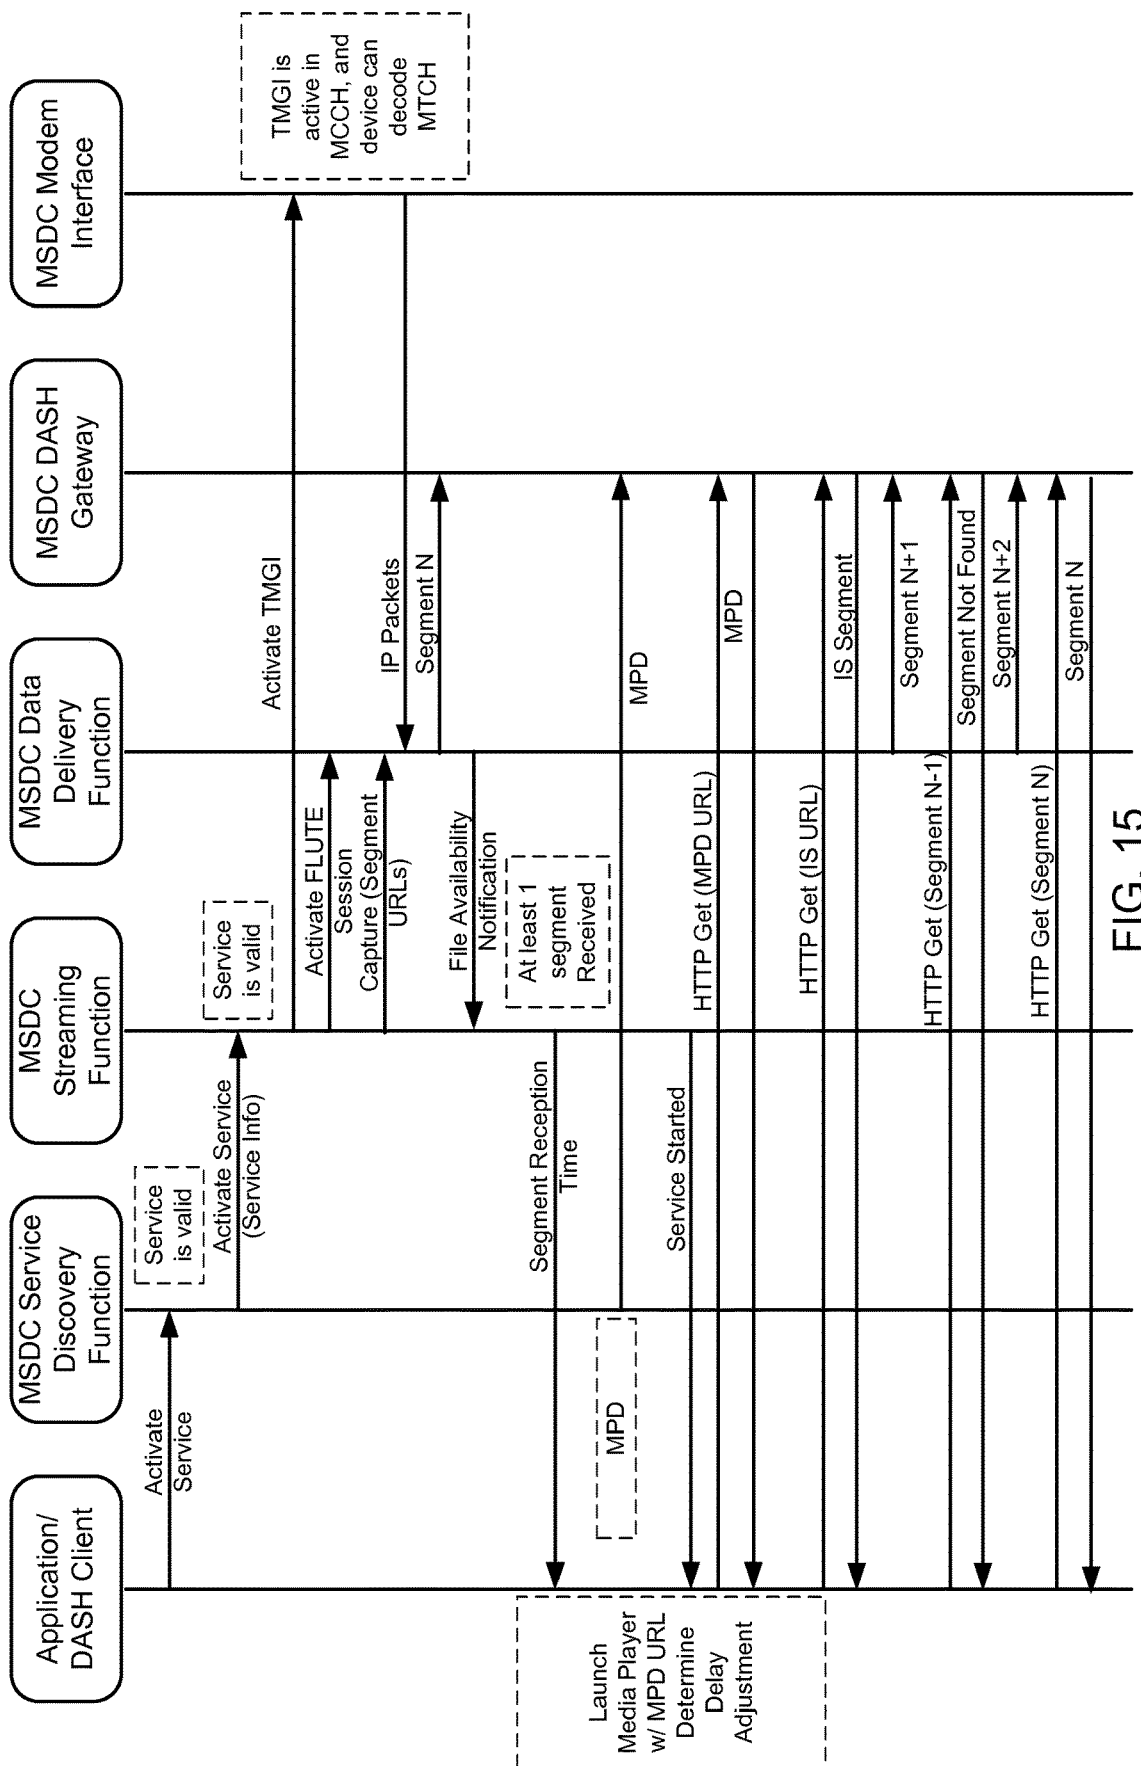 Application/
DASH Client
MSDC Service
Discovery
Function
MSDC
Streaming
Function
MSDC Data
Delivery
Function
MSDC DASH
Gateway
MSDC Modem
Interface
Activate
Service
Service
is valid
Activate Service
(Service Info)
Service
is valid
Activate TMGI
TMGI is
active in
MCCH, and
device can
decode
MTCH
Activate FLUTE
Session
Capture (Segment
URLs)
IP Packets
Segment N
File Availability
Notification
At least 1
segment
Received
Segment Reception
Time
MPD
MPD
Service Started
Launch
Media Player
w/ MPD URL
Determine
Delay
Adjustment
HTTP Get (MPD URL)
MPD
HTTP Get (IS URL)
IS Segment
Segment N+1
HTTP Get (Segment N-1)
Segment Not Found
Segment N+2
HTTP Get (Segment N)
Segment N
FIG. 15